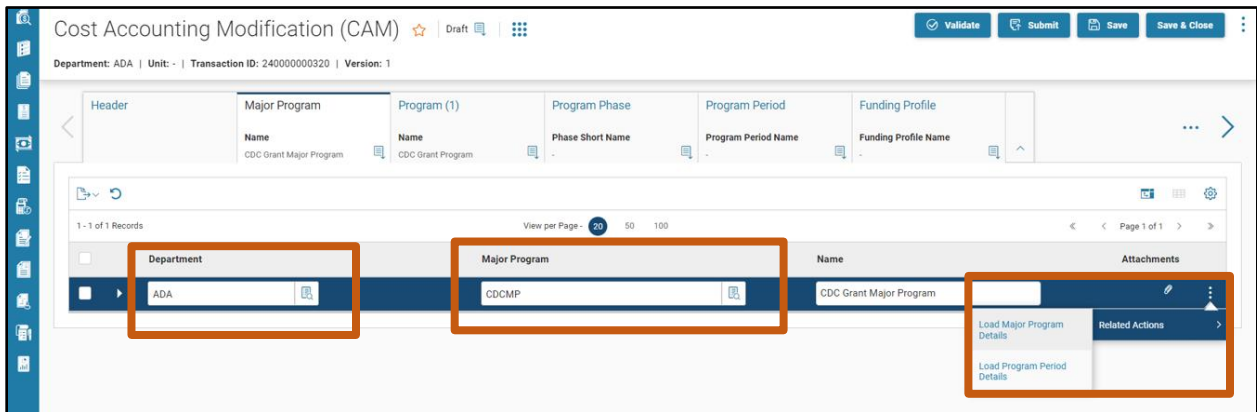 Cost Accounting Modification (CAM) Draft Validate Submit Save Save & Close
Department: ADA | Unit: - | Transaction ID: 240000000320 | Version: 1
Header Major Program Program (1) Program Phase Program Period Funding Profile
Name Name Phase Short Name Program Period Name Funding Profile Name
CDC Grant Major Program CDC Grant Program - - -
1 - 1 of 1 Records View per Page - 20 50 100 Page 1 of 1
Department Major Program Name Attachments
ADA CDCMP CDC Grant Major Program
Load Major Program Details Related Actions
Load Program Period Details